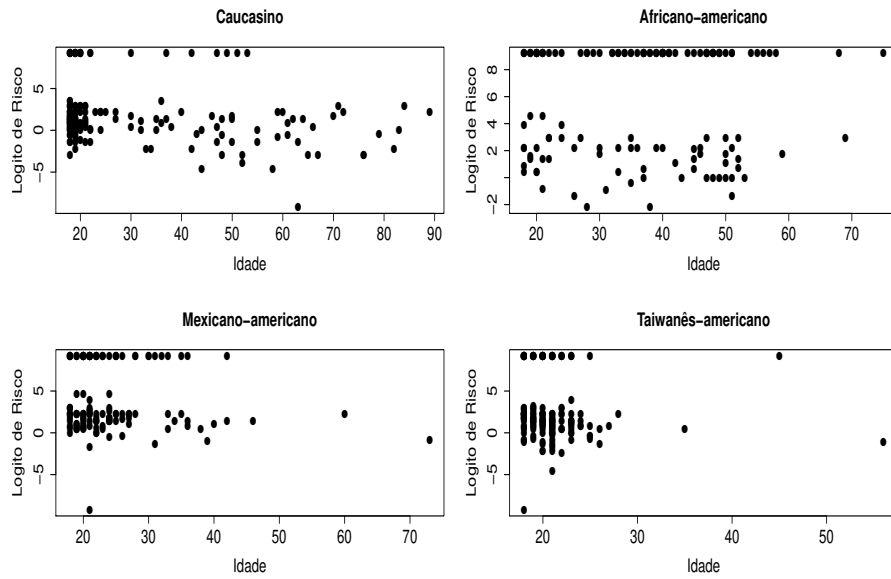 Caucasino
Logito de Risco
5
0
−5
20 30 40 50 60 70 80 90
Idade
Africano−americano
Logito de Risco
8
6
2
−2
20 30 40 50 60 70
Idade
Mexicano−americano
Logito de Risco
5
0
−5
20 30 40 50 60 70
Idade
Taiwanês−americano
Logito de Risco
5
0
−5
20 30 40 50
Idade